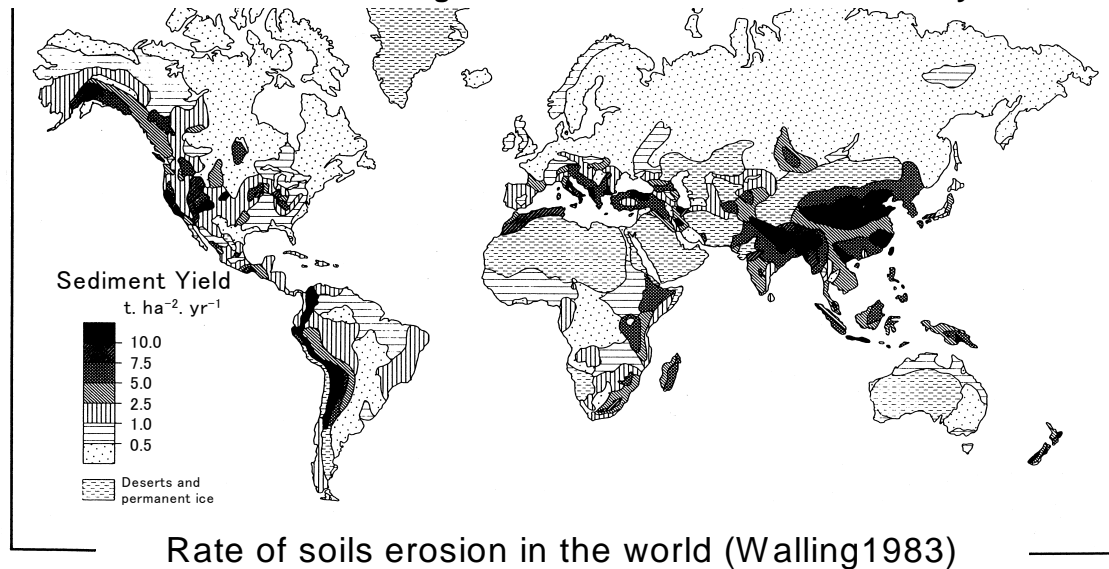 Sediment Yield
t. ha⁻². yr⁻¹
10.0
7.5
5.0
2.5
1.0
0.5
Deserts and
permanent ice
Rate of soils erosion in the world (Walling1983)